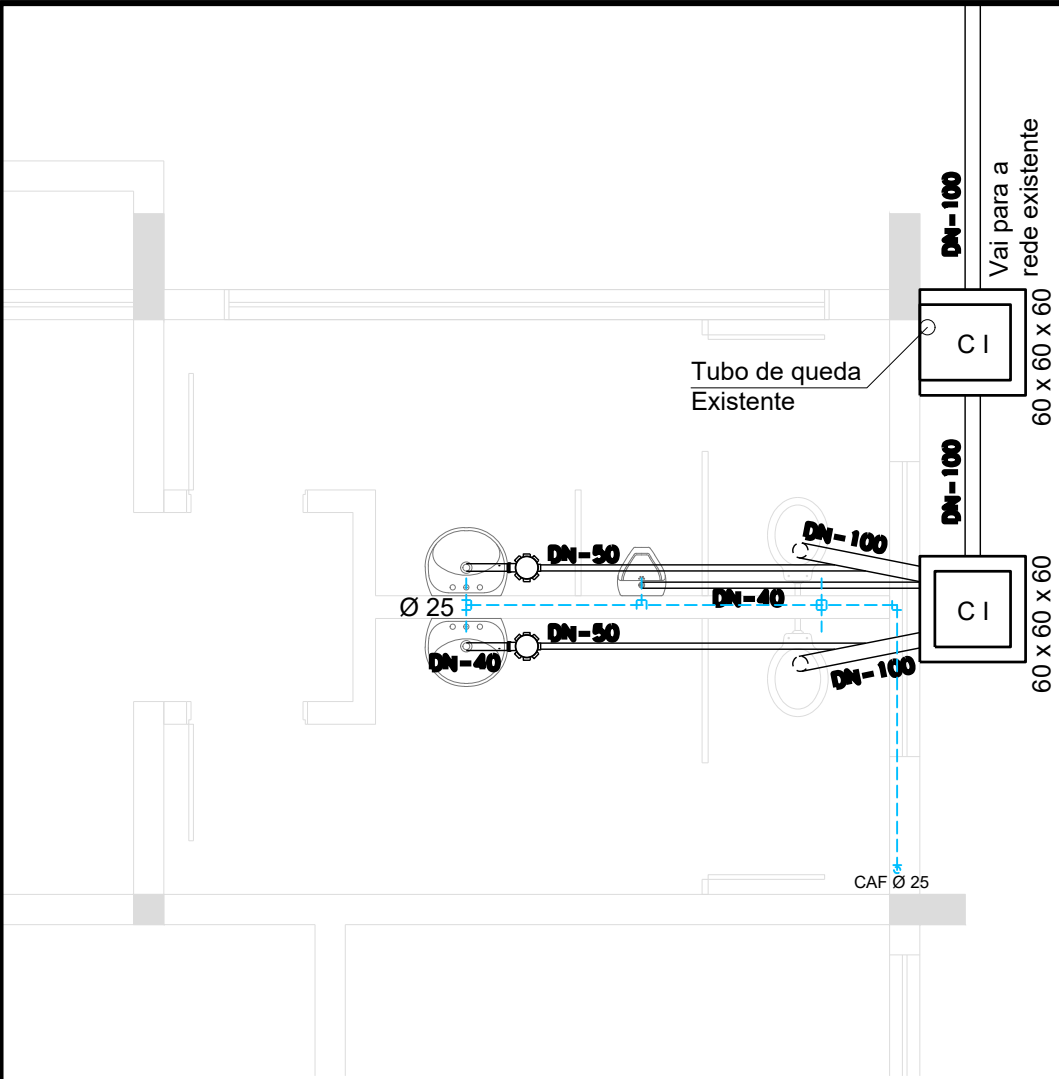 DN-100
Vai para a
rede existente
C I
60 x 60 x 60
Tubo de queda
Existente
DN-100
DN-50
DN-100
DN-40
C I
60 x 60 x 60
Ø 25
DN-50
DN-40
DN-100
CAF Ø 25